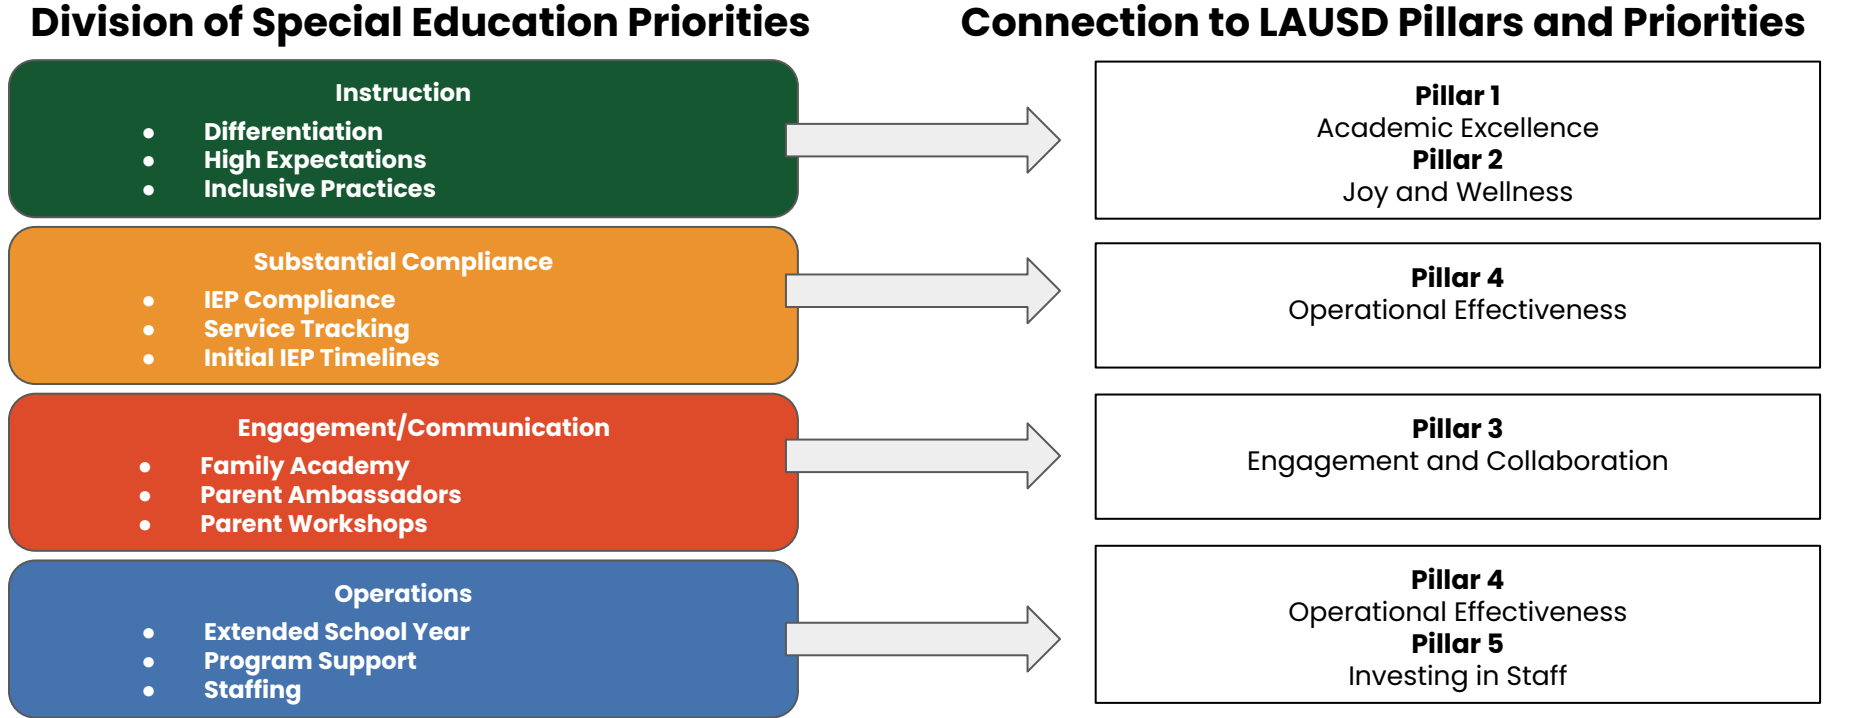 Division of Special Education Priorities
Connection to LAUSD Pillars and Priorities
Instruction
● Differentiation
● High Expectations
● Inclusive Practices
Pillar 1
Academic Excellence
Pillar 2
Joy and Wellness
Substantial Compliance
● IEP Compliance
● Service Tracking
● Initial IEP Timelines
Pillar 4
Operational Effectiveness
Engagement/Communication
● Family Academy
● Parent Ambassadors
● Parent Workshops
Pillar 3
Engagement and Collaboration
Operations
● Extended School Year
● Program Support
● Staffing
Pillar 4
Operational Effectiveness
Pillar 5
Investing in Staff